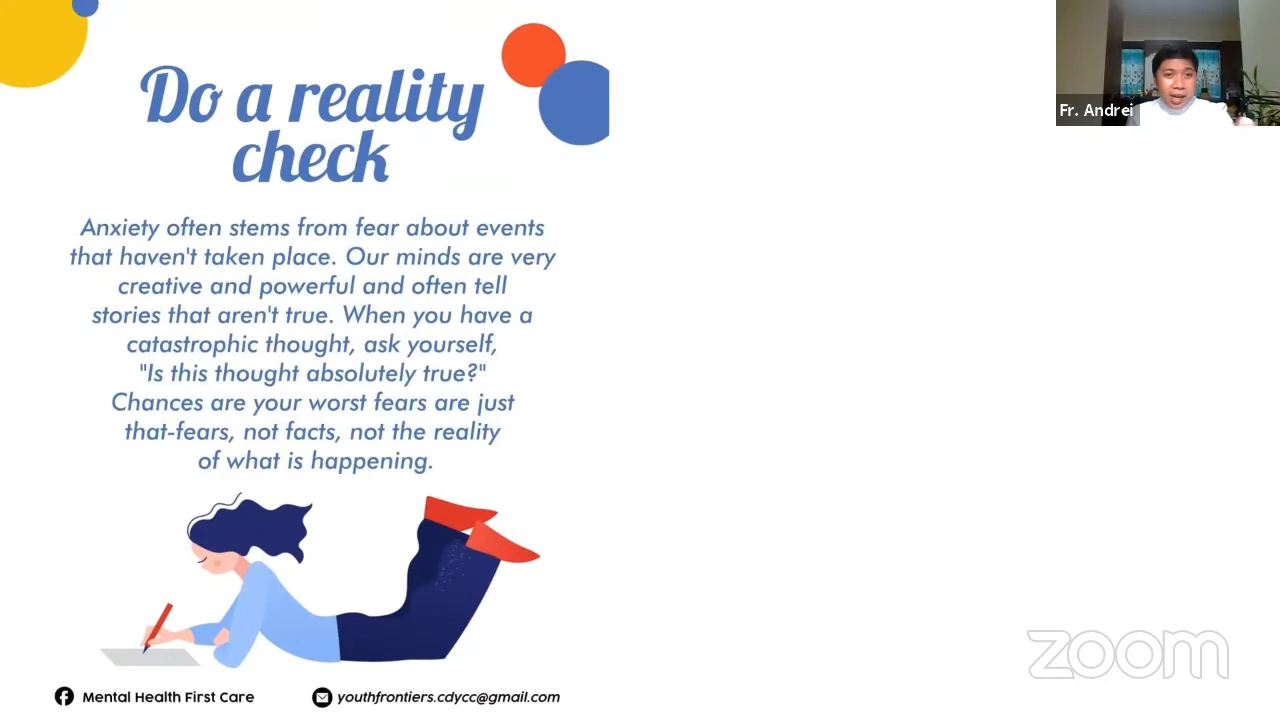 Do a reality
check
Anxiety often stems from fear about events
that haven't taken place. Our minds are very
creative and powerful and often tell
stories that aren't true. When you have a
catastrophic thought, ask yourself,
"Is this thought absolutely true?"
Chances are your worst fears are just
that-fears, not facts, not the reality
of what is happening.
Mental Health First Care
youthfrontiers.cdycc@gmail.com
Fr. Andrei
zoom